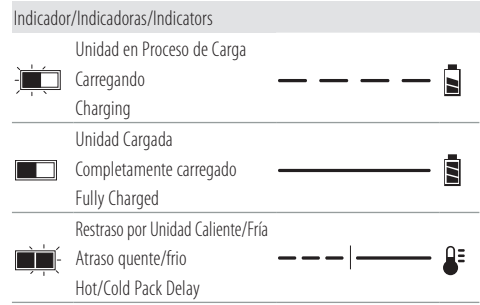 Indicador/Indicadoras/Indicators
Unidad en Proceso de Carga
Carregando
Charging
Unidad Cargada
Completamente carregado
Fully Charged
Restraso por Unidad Caliente/Fría
Atraso quente/frio
Hot/Cold Pack Delay